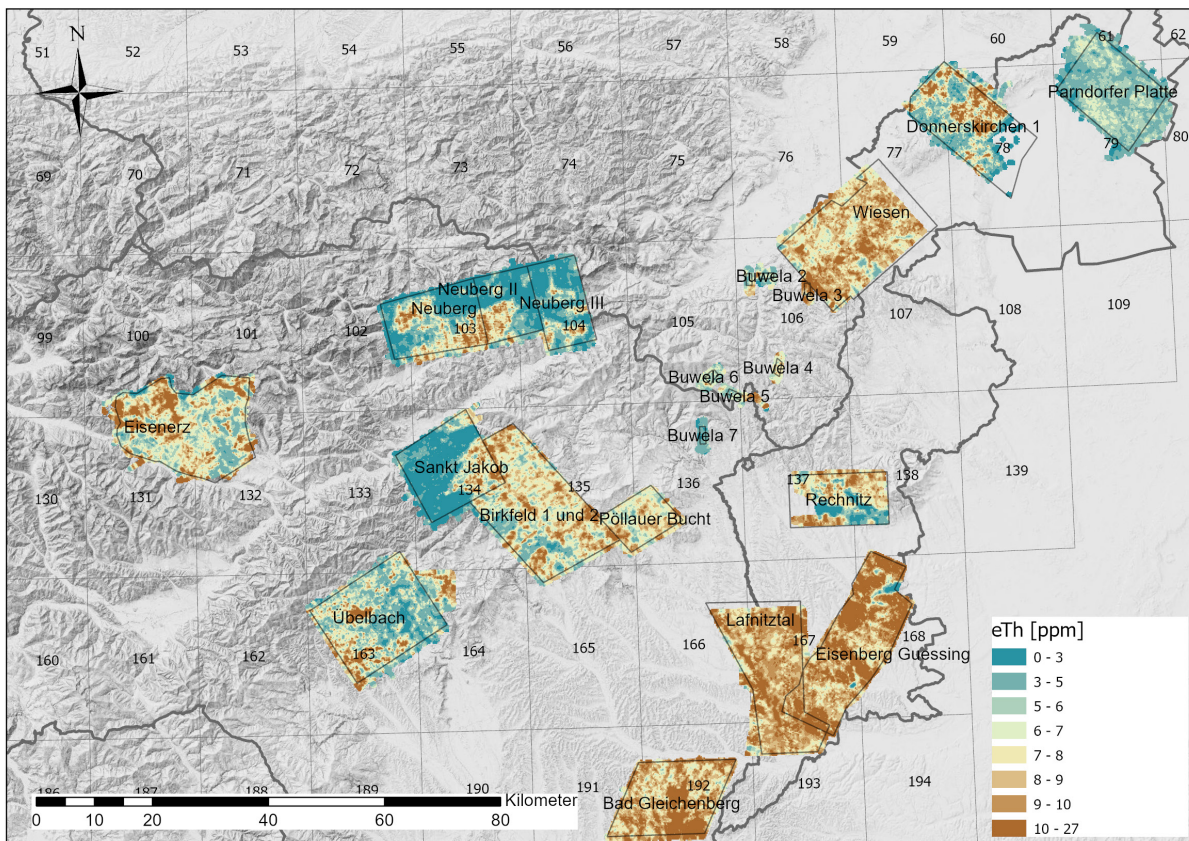 51
52
53
54
55
56
57
58
59
60
61
62
N
Parndorfer Platte
Donnerskirchen 1
69
70
71
72
73
74
75
76
77
78
79
80
Wiesen
Buwela 2
Buwela 3
Neuberg II
Neuberg
Neuberg III
99
100
101
102
103
104
105
106
107
108
109
Buwela 6
Buwela 4
Buwela 5
Buwela 7
Eisenerz
130
131
132
133
134
135
136
137
138
139
Sankt Jakob
Birkfeld 1 und 2
Pöllauer Bucht
Rechnitz
Übelbach
Lafnitztal
Eisenberg Guessing
160
161
162
163
164
165
166
167
168
186
187
188
189
190
191
192
193
194
Bad Gleichenberg
Kilometer
0 10 20 40 60 80
eTh [ppm]
0 - 3
3 - 5
5 - 6
6 - 7
7 - 8
8 - 9
9 - 10
10 - 27